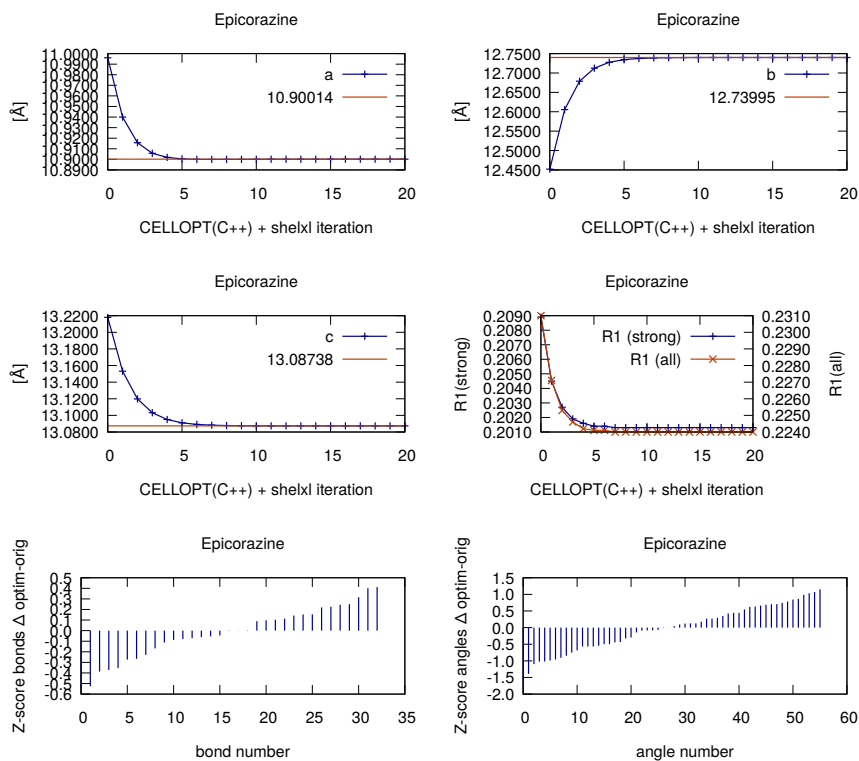 Epicorazine
11.0000
10.9900
10.9800
10.9700
10.9600
10.9500
10.9400
10.9300
10.9200
10.9100
10.9000
10.8900
[Å]
a
10.90014
0 5 10 15 20
CELLOPT(C++) + shelxl iteration
Epicorazine
12.7500
12.7000
12.6500
12.6000
12.5500
12.5000
12.4500
[Å]
b
12.73995
0 5 10 15 20
CELLOPT(C++) + shelxl iteration
Epicorazine
13.2200
13.2000
13.1800
13.1600
13.1400
13.1200
13.1000
13.0800
[Å]
c
13.08738
0 5 10 15 20
CELLOPT(C++) + shelxl iteration
Epicorazine
0.2090
0.2080
0.2070
0.2060
0.2050
0.2040
0.2030
0.2020
0.2010
R1(strong)
R1 (strong)
R1 (all)
0.2310
0.2300
0.2290
0.2280
0.2270
0.2260
0.2250
0.2240
R1(all)
0 5 10 15 20
CELLOPT(C++) + shelxl iteration
Epicorazine
0.5
0.4
0.3
0.2
0.1
0.0
-0.1
-0.2
-0.3
-0.4
-0.5
-0.6
Z-score bonds Δ optim-orig
0 5 10 15 20 25 30 35
bond number
Epicorazine
1.5
1.0
0.5
0.0
-0.5
-1.0
-1.5
-2.0
Z-score angles Δ optim-orig
0 10 20 30 40 50 60
angle number